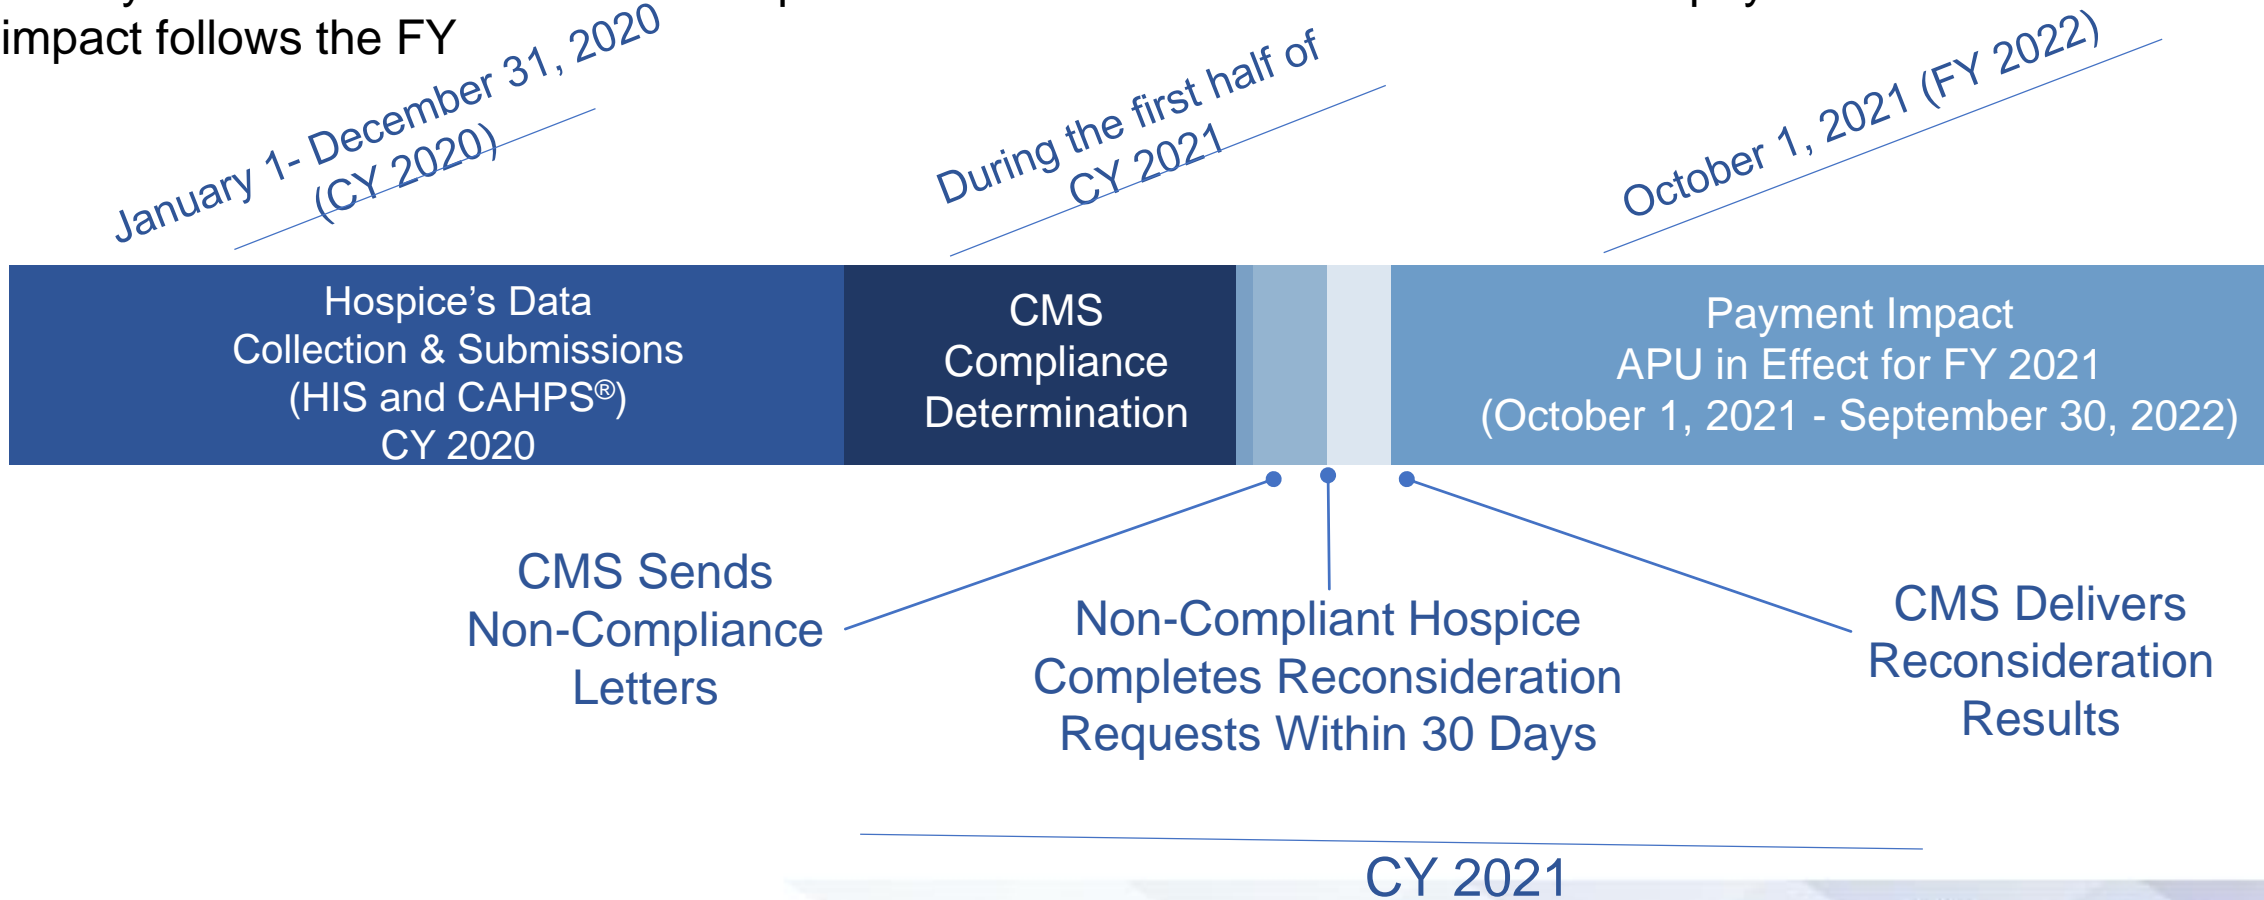 impact follows the FY
January 1- December 31, 2020
(CY 2020)
During the first half of
CY 2021
October 1, 2021 (FY 2022)
Hospice’s Data
Collection & Submissions
(HIS and CAHPS®)
CY 2020
CMS
Compliance
Determination
Payment Impact
APU in Effect for FY 2021
(October 1, 2021 - September 30, 2022)
CMS Sends
Non-Compliance
Letters
Non-Compliant Hospice
Completes Reconsideration
Requests Within 30 Days
CMS Delivers
Reconsideration
Results
CY 2021